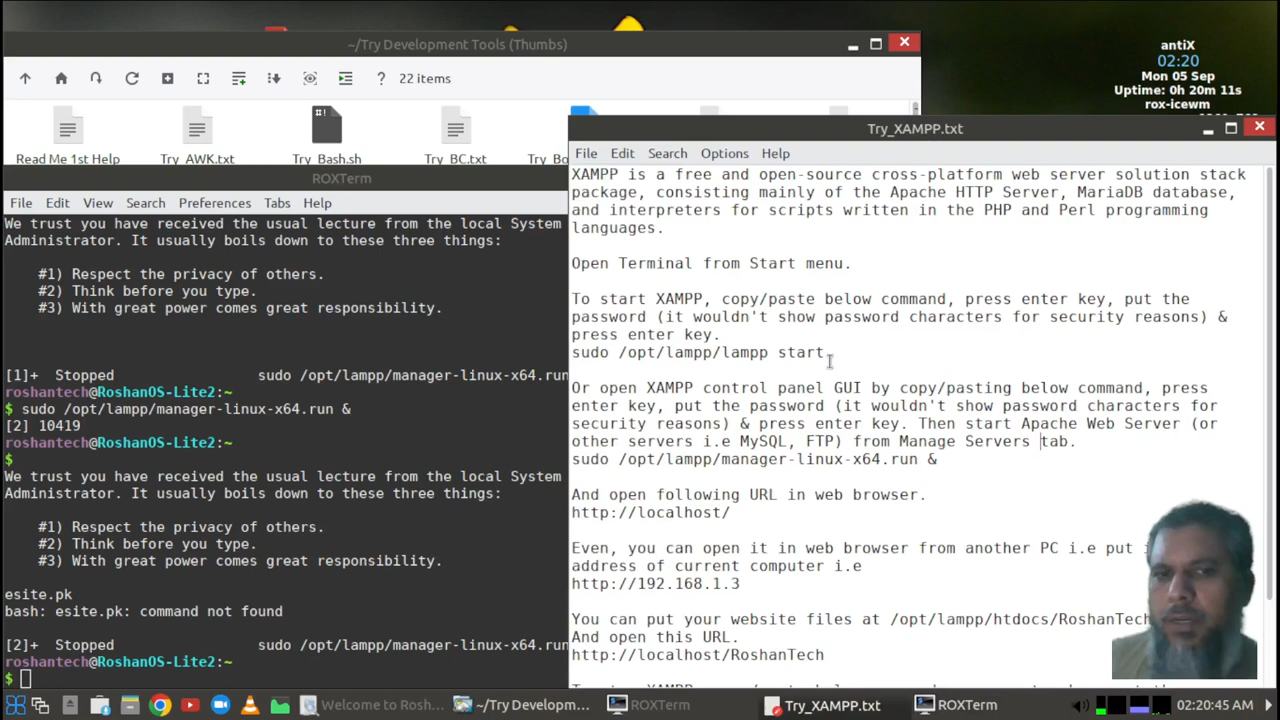 ~/Try Development Tools (Thumbs)
22 items
Read Me 1st Help
Try_AWK.txt
Try_Bash.sh
Try_BC.txt
antiX
02:20
Mon 05 Sep
Uptime: 0h 20m 11s
rox-icewm
ROXTerm
File Edit View Search Preferences Tabs Help
We trust you have received the usual lecture from the local System
Administrator. It usually boils down to these three things:
#1) Respect the privacy of others.
#2) Think before you type.
#3) With great power comes great responsibility.
[1]+ Stopped sudo /opt/lampp/manager-linux-x64.run
roshantech@RoshanOS-Lite2:~
$ sudo /opt/lampp/manager-linux-x64.run &
[2] 10419
roshantech@RoshanOS-Lite2:~
$
We trust you have received the usual lecture from the local System
Administrator. It usually boils down to these three things:
#1) Respect the privacy of others.
#2) Think before you type.
#3) With great power comes great responsibility.
esite.pk
bash: esite.pk: command not found
[2]+ Stopped sudo /opt/lampp/manager-linux-x64.run
roshantech@RoshanOS-Lite2:~
$
Try_XAMPP.txt
File Edit Search Options Help
XAMPP is a free and open-source cross-platform web server solution stack
package, consisting mainly of the Apache HTTP Server, MariaDB database,
and interpreters for scripts written in the PHP and Perl programming
languages.
Open Terminal from Start menu.
To start XAMPP, copy/paste below command, press enter key, put the
password (it wouldn't show password characters for security reasons) &
press enter key.
sudo /opt/lampp/lampp start
Or open XAMPP control panel GUI by copy/pasting below command, press
enter key, put the password (it wouldn't show password characters for
security reasons) & press enter key. Then start Apache Web Server (or
other servers i.e MySQL, FTP) from Manage Servers tab.
sudo /opt/lampp/manager-linux-x64.run &
And open following URL in web browser.
http://localhost/
Even, you can open it in web browser from another PC i.e put
address of current computer i.e
http://192.168.1.3
You can put your website files at /opt/lampp/htdocs/RoshanTech
And open this URL.
http://localhost/RoshanTech
Welcome to Rosh...
~/Try Developm...
ROXTerm
Try_XAMPP.txt
ROXTerm
02:20:45 AM